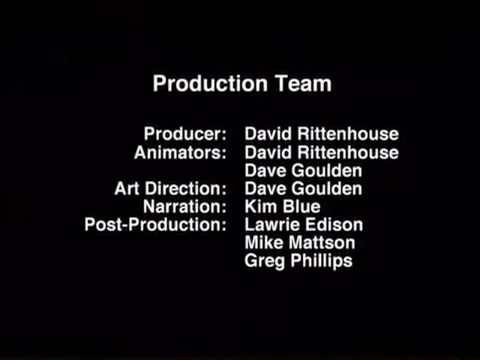 Production Team
Producer: David Rittenhouse
Animators: David Rittenhouse
Dave Goulden
Art Direction: Dave Goulden
Narration: Kim Blue
Post-Production: Lawrie Edison
Mike Mattson
Greg Phillips